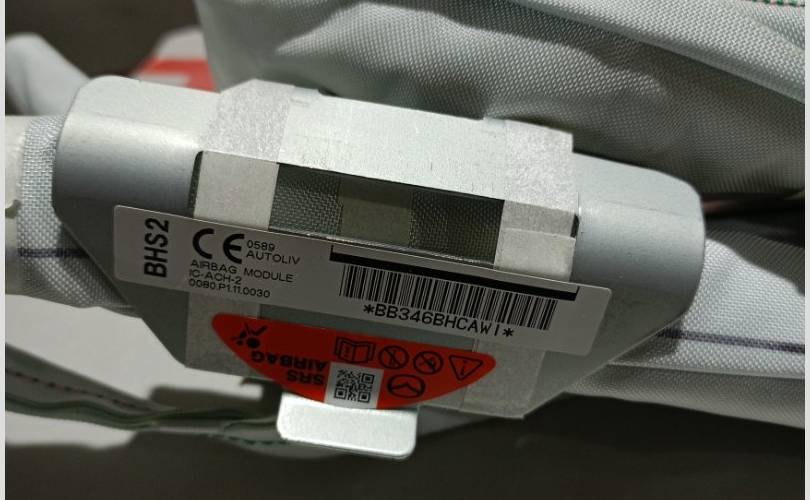 BHS2
CE 0589
AUTOLIV
AIRBAG MODULE
IC-ACH-2
0080.P1.11.0030
*BB346BHCAWI*
SRS
AIRBAG